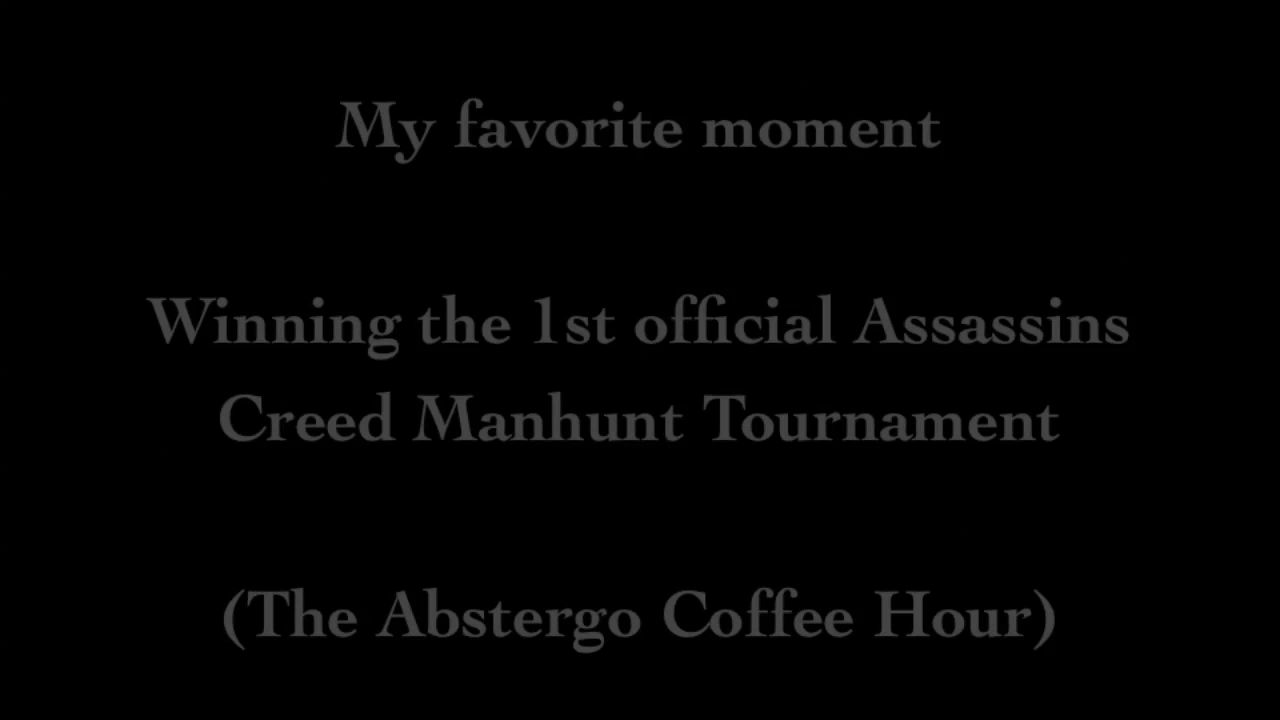 My favorite moment
Winning the 1st official Assassins
Creed Manhunt Tournament
(The Abstergo Coffee Hour)